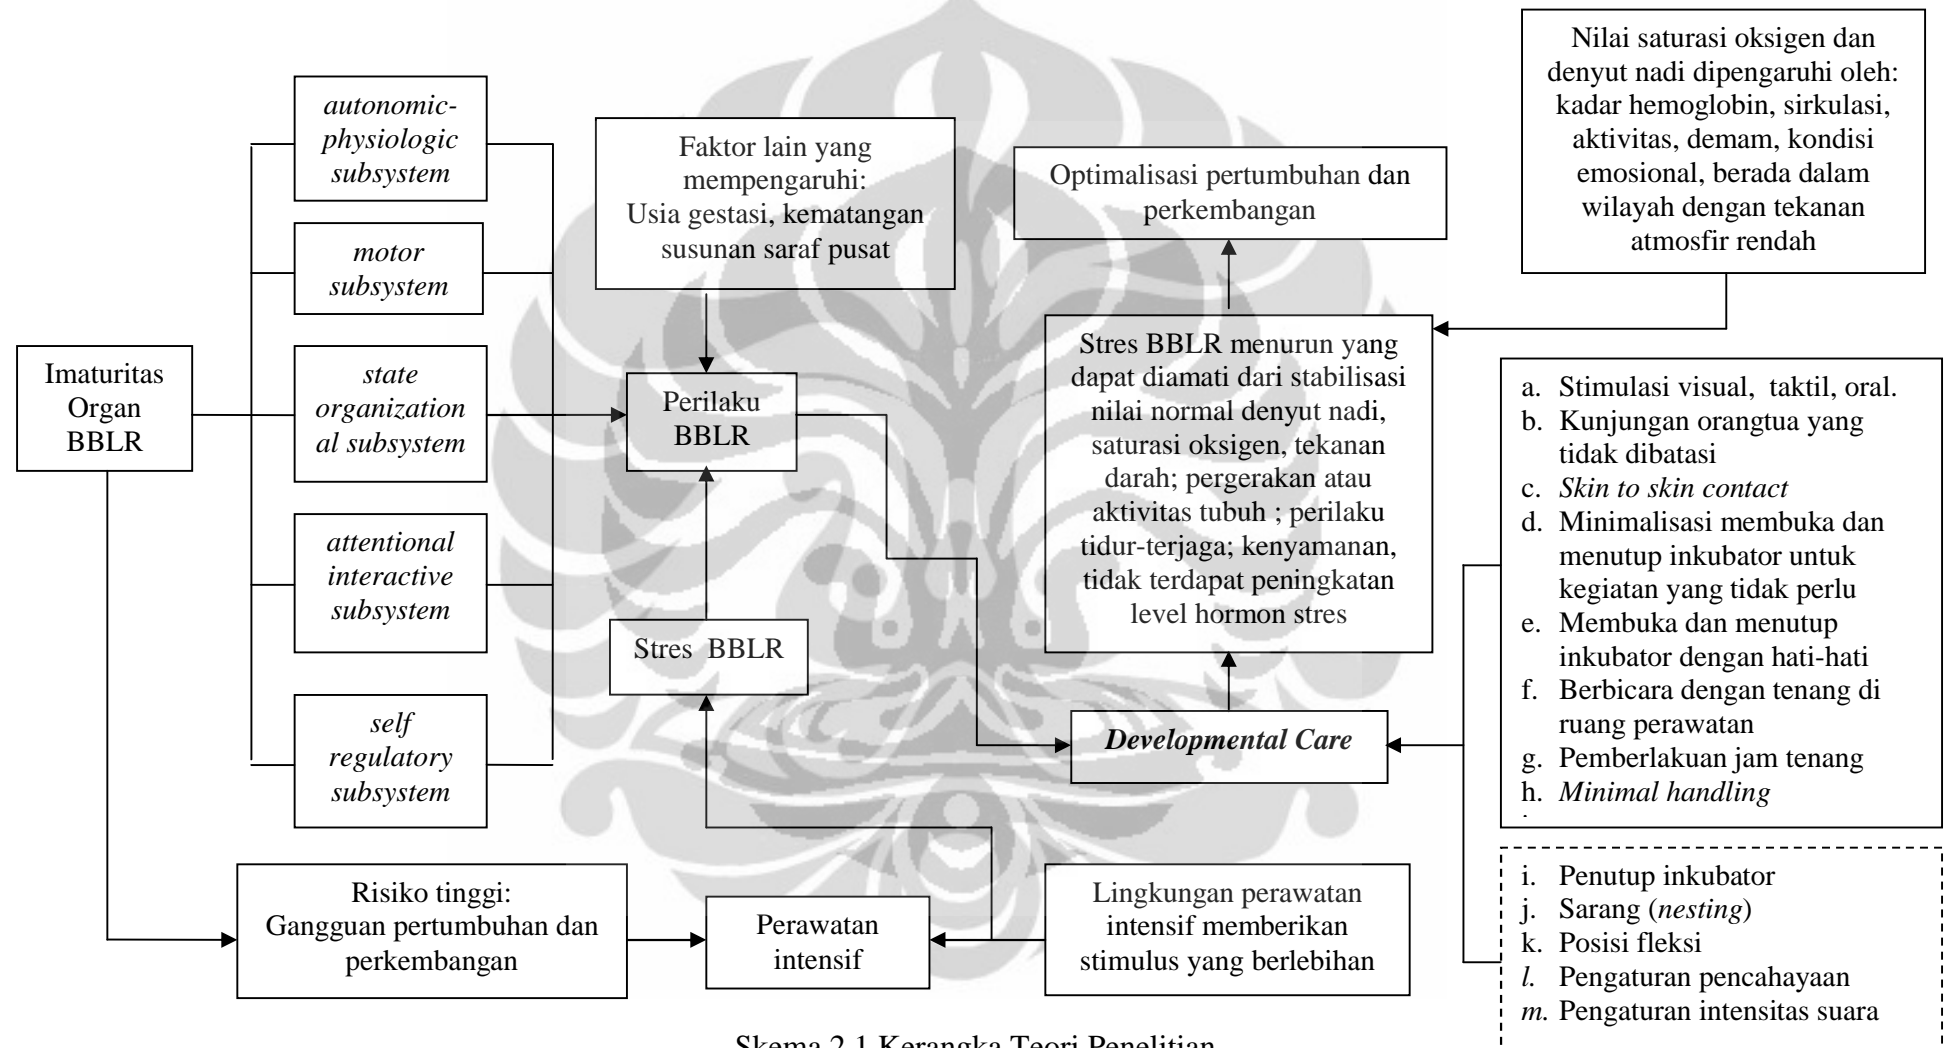 autonomic-
physiologic
subsystem
motor
subsystem
state
organization
al subsystem
attentional
interactive
subsystem
self
regulatory
subsystem
Imaturitas
Organ
BBLR
Faktor lain yang
mempengaruhi:
Usia gestasi, kematangan
susunan saraf pusat
Perilaku
BBLR
Stres BBLR
Risiko tinggi:
Gangguan pertumbuhan dan
perkembangan
Perawatan
intensif
Lingkungan perawatan
intensif memberikan
stimulus yang berlebihan
Optimalisasi pertumbuhan dan
perkembangan
Stres BBLR menurun yang
dapat diamati dari stabilisasi
nilai normal denyut nadi,
saturasi oksigen, tekanan
darah; pergerakan atau
aktivitas tubuh ; perilaku
tidur-terjaga; kenyamanan,
tidak terdapat peningkatan
level hormon stres
Developmental Care
Nilai saturasi oksigen dan
denyut nadi dipengaruhi oleh:
kadar hemoglobin, sirkulasi,
aktivitas, demam, kondisi
emosional, berada dalam
wilayah dengan tekanan
atmosfir rendah
a. Stimulasi visual, taktil, oral.
b. Kunjungan orangtua yang
tidak dibatasi
c. Skin to skin contact
d. Minimalisasi membuka dan
menutup inkubator untuk
kegiatan yang tidak perlu
e. Membuka dan menutup
inkubator dengan hati-hati
f. Berbicara dengan tenang di
ruang perawatan
g. Pemberlakuan jam tenang
h. Minimal handling
i. Penutup inkubator
j. Sarang (nesting)
k. Posisi fleksi
l. Pengaturan pencahayaan
m. Pengaturan intensitas suara
Skema 2.1 Kerangka Teori Penelitian